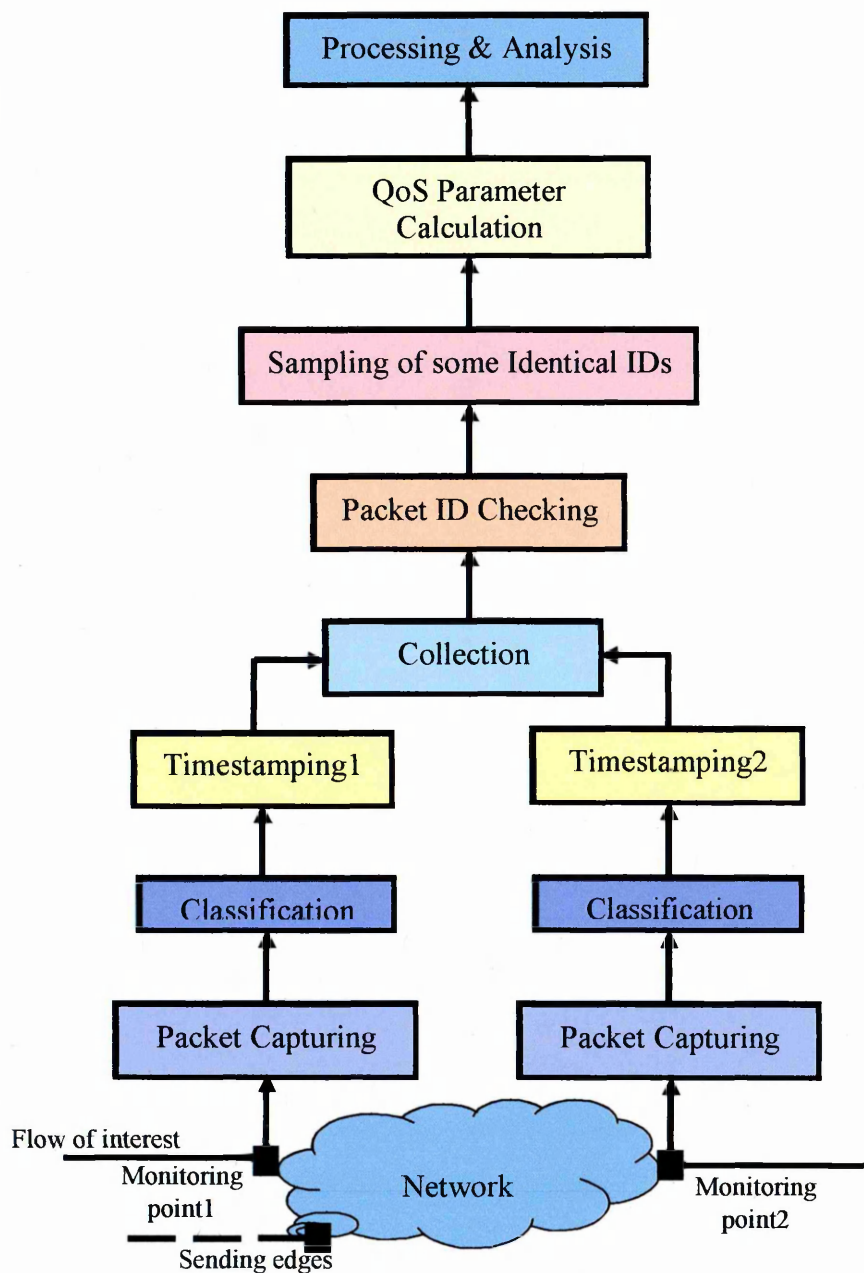 Processing & Analysis
QoS Parameter
Calculation
Sampling of some Identical IDs
Packet ID Checking
Collection
Timestamping1
Timestamping2
Classification
Classification
Packet Capturing
Packet Capturing
Flow of interest
Monitoring
point1
Network
Monitoring
point2
Sending edges